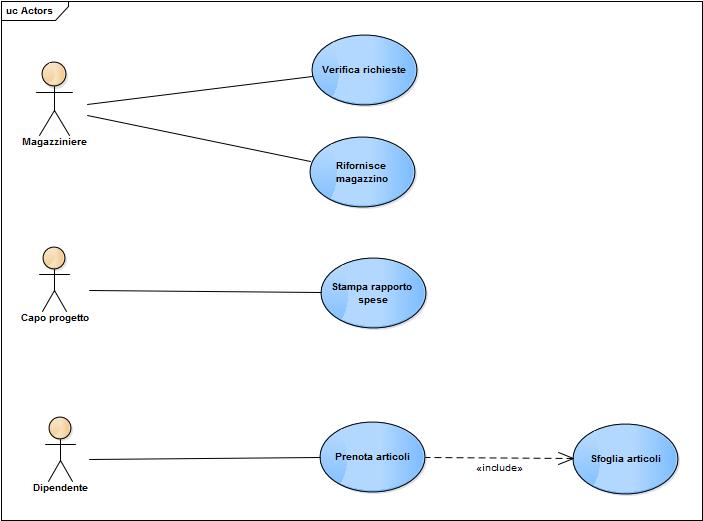 uc Actors
Verifica richieste
Magazziniere
Rifornisce
magazzino
Capo progetto
Stampa rapporto
spese
Dipendente
Prenota articoli
«include»
Sfoglia articoli